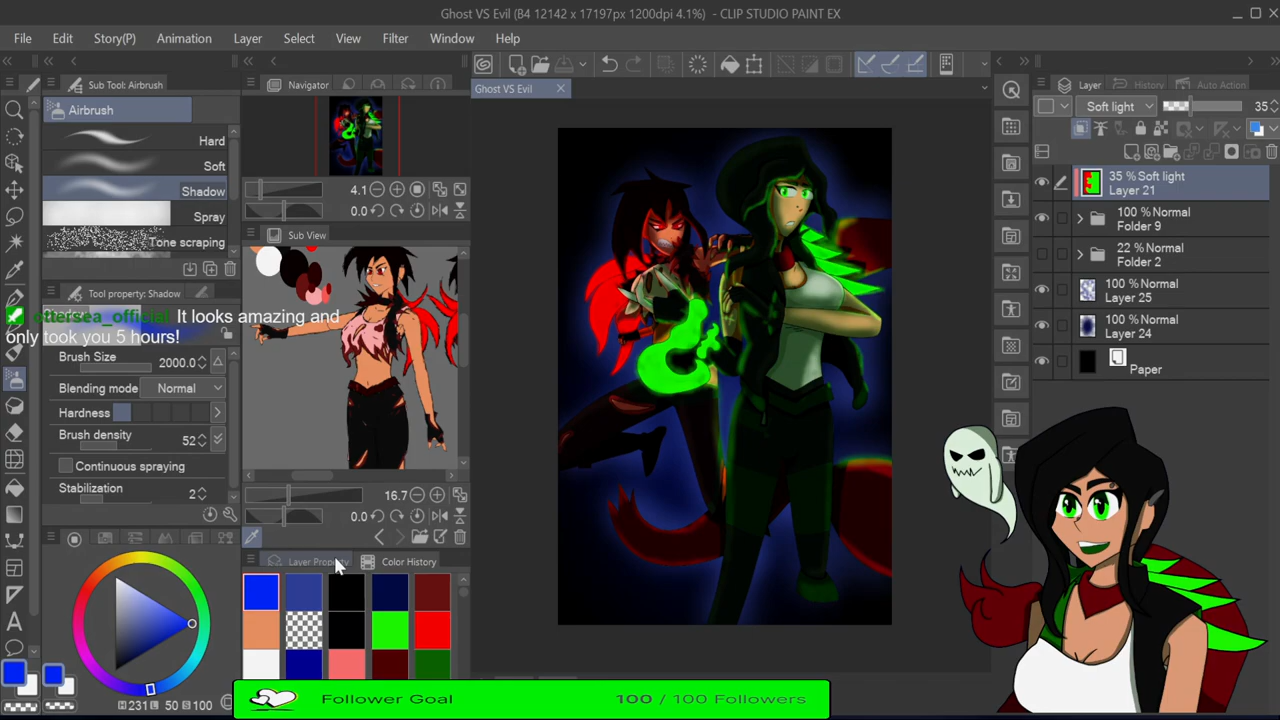 Ghost VS Evil (B4 12142 x 17197px 1200dpi 4.1%) - CLIP STUDIO PAINT EX
File Edit Story(P) Animation Layer Select View Filter Window Help
Sub Tool: Airbrush
Airbrush
Hard
Soft
Shadow
Spray
Tone scraping
Tool property: Shadow
ottersea_official It looks amazing and
only took you 5 hours!
Brush Size 2000.0
Blending mode Normal
Hardness
Brush density 52
Continuous spraying
Stabilization 2
H 231 L 50 S 100
Navigator
4.1
0.0
Sub View
16.7
0.0
Layer Property Color History
Ghost VS Evil
Layer History Auto Action
Soft light 35
35 % Soft light
Layer 21
100 % Normal
Folder 9
22 % Normal
Folder 2
100 % Normal
Layer 25
100 % Normal
Layer 24
Paper
Follower Goal 100 / 100 Followers